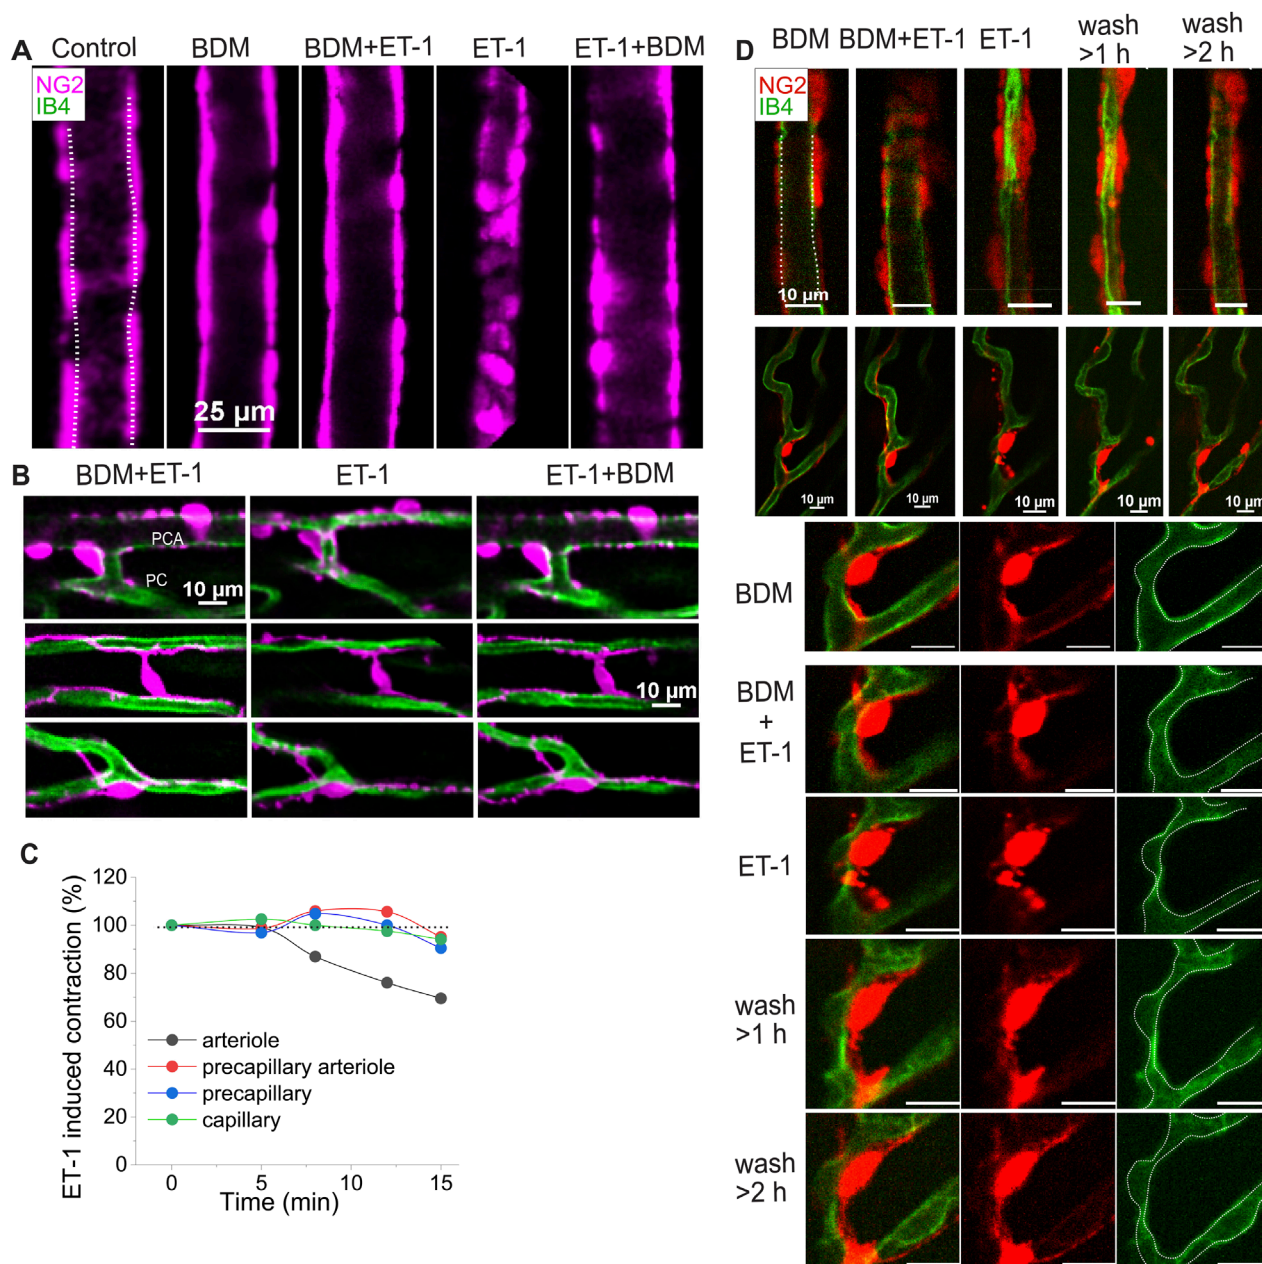 A
Control
BDM
BDM+ET-1
ET-1
ET-1+BDM
NG2
IB4
25 µm
B
BDM+ET-1
ET-1
ET-1+BDM
PCA
PC
10 µm
10 µm
C
ET-1 induced contraction (%)
120
100
80
60
40
20
0
arteriole
precapillary arteriole
precapillary
capillary
0
5
10
15
Time (min)
D
BDM
BDM+ET-1
ET-1
wash
>1 h
wash
>2 h
NG2
IB4
10 µm
10 µm
10 µm
10 µm
10 µm
10 µm
BDM
BDM
+
ET-1
ET-1
wash
>1 h
wash
>2 h